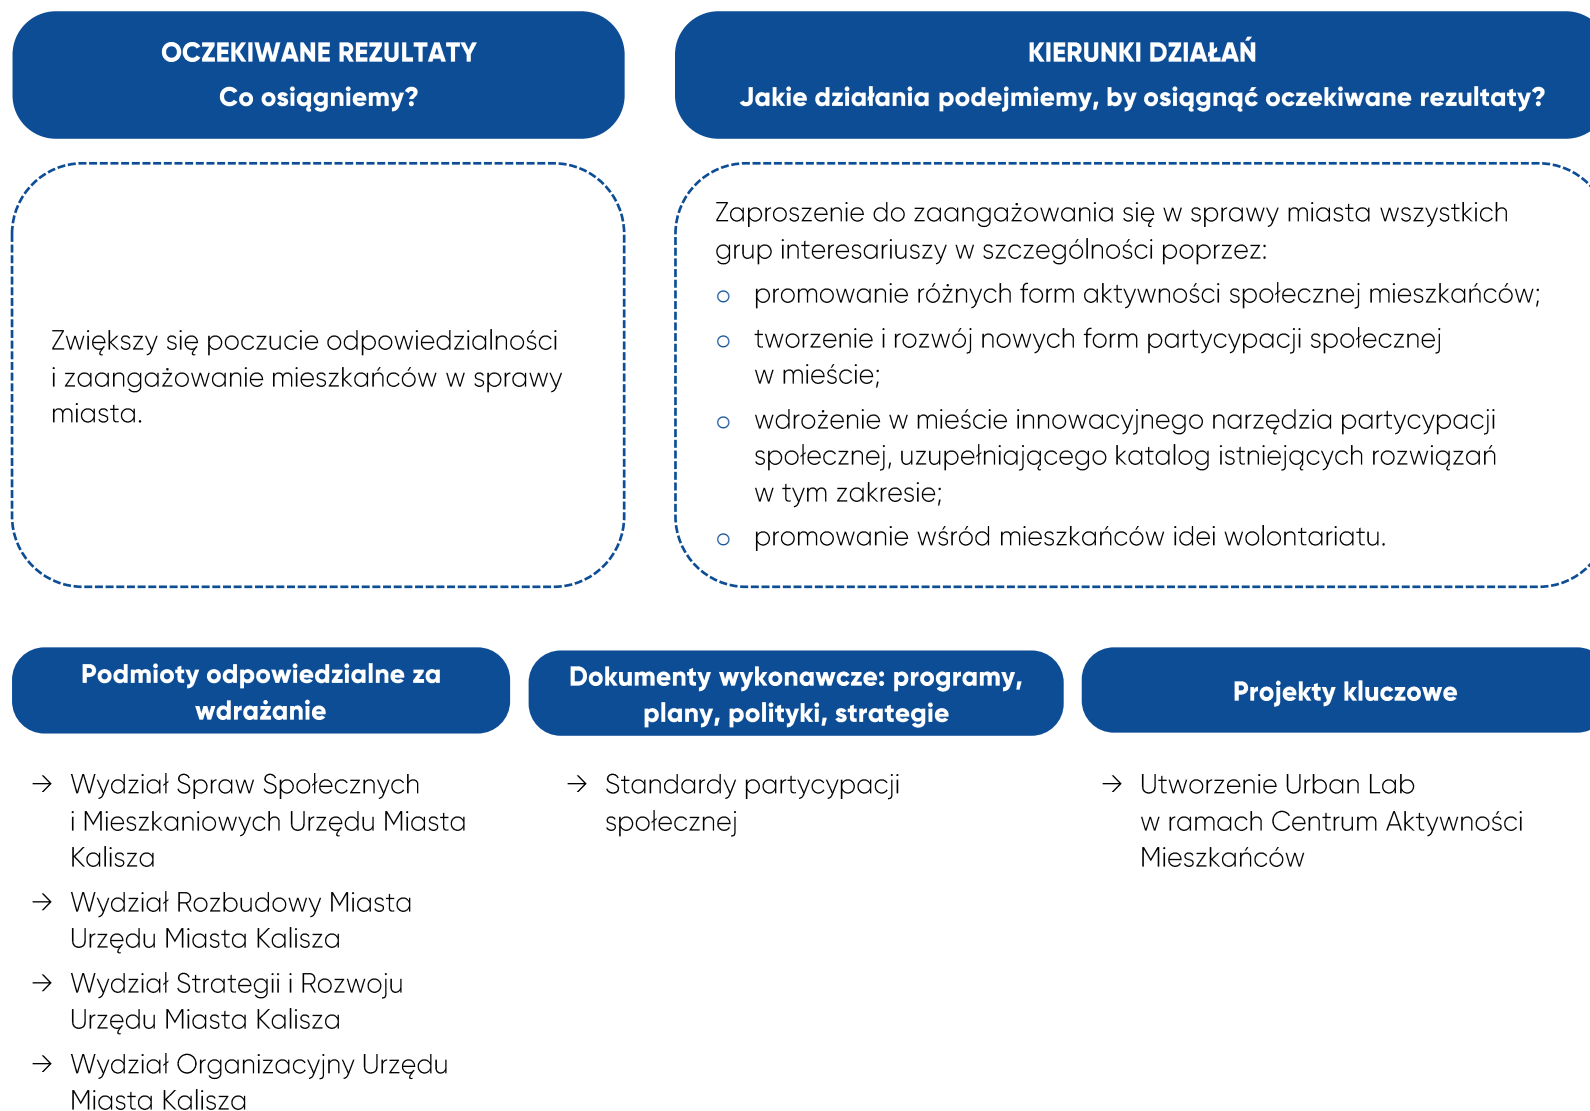 OCZEKIWANE REZULTATY
Co osiągniemy?
KIERUNKI DZIAŁAŃ
Jakie działania podejmiemy, by osiągnąć oczekiwane rezultaty?
Zwiększy się poczucie odpowiedzialności
i zaangażowanie mieszkańców w sprawy
miasta.
Zaproszenie do zaangażowania się w sprawy miasta wszystkich
grup interesariuszy w szczególności poprzez:
o promowanie różnych form aktywności społecznej mieszkańców;
o tworzenie i rozwój nowych form partycypacji społecznej
w mieście;
o wdrożenie w mieście innowacyjnego narzędzia partycypacji
społecznej, uzupełniającego katalog istniejących rozwiązań
w tym zakresie;
o promowanie wśród mieszkańców idei wolontariatu.
Podmioty odpowiedzialne za
wdrażanie
→ Wydział Spraw Społecznych
i Mieszkaniowych Urzędu Miasta
Kalisza
→ Wydział Rozbudowy Miasta
Urzędu Miasta Kalisza
→ Wydział Strategii i Rozwoju
Urzędu Miasta Kalisza
→ Wydział Organizacyjny Urzędu
Miasta Kalisza
Dokumenty wykonawcze: programy,
plany, polityki, strategie
→ Standardy partycypacji
społecznej
Projekty kluczowe
→ Utworzenie Urban Lab
w ramach Centrum Aktywności
Mieszkańców